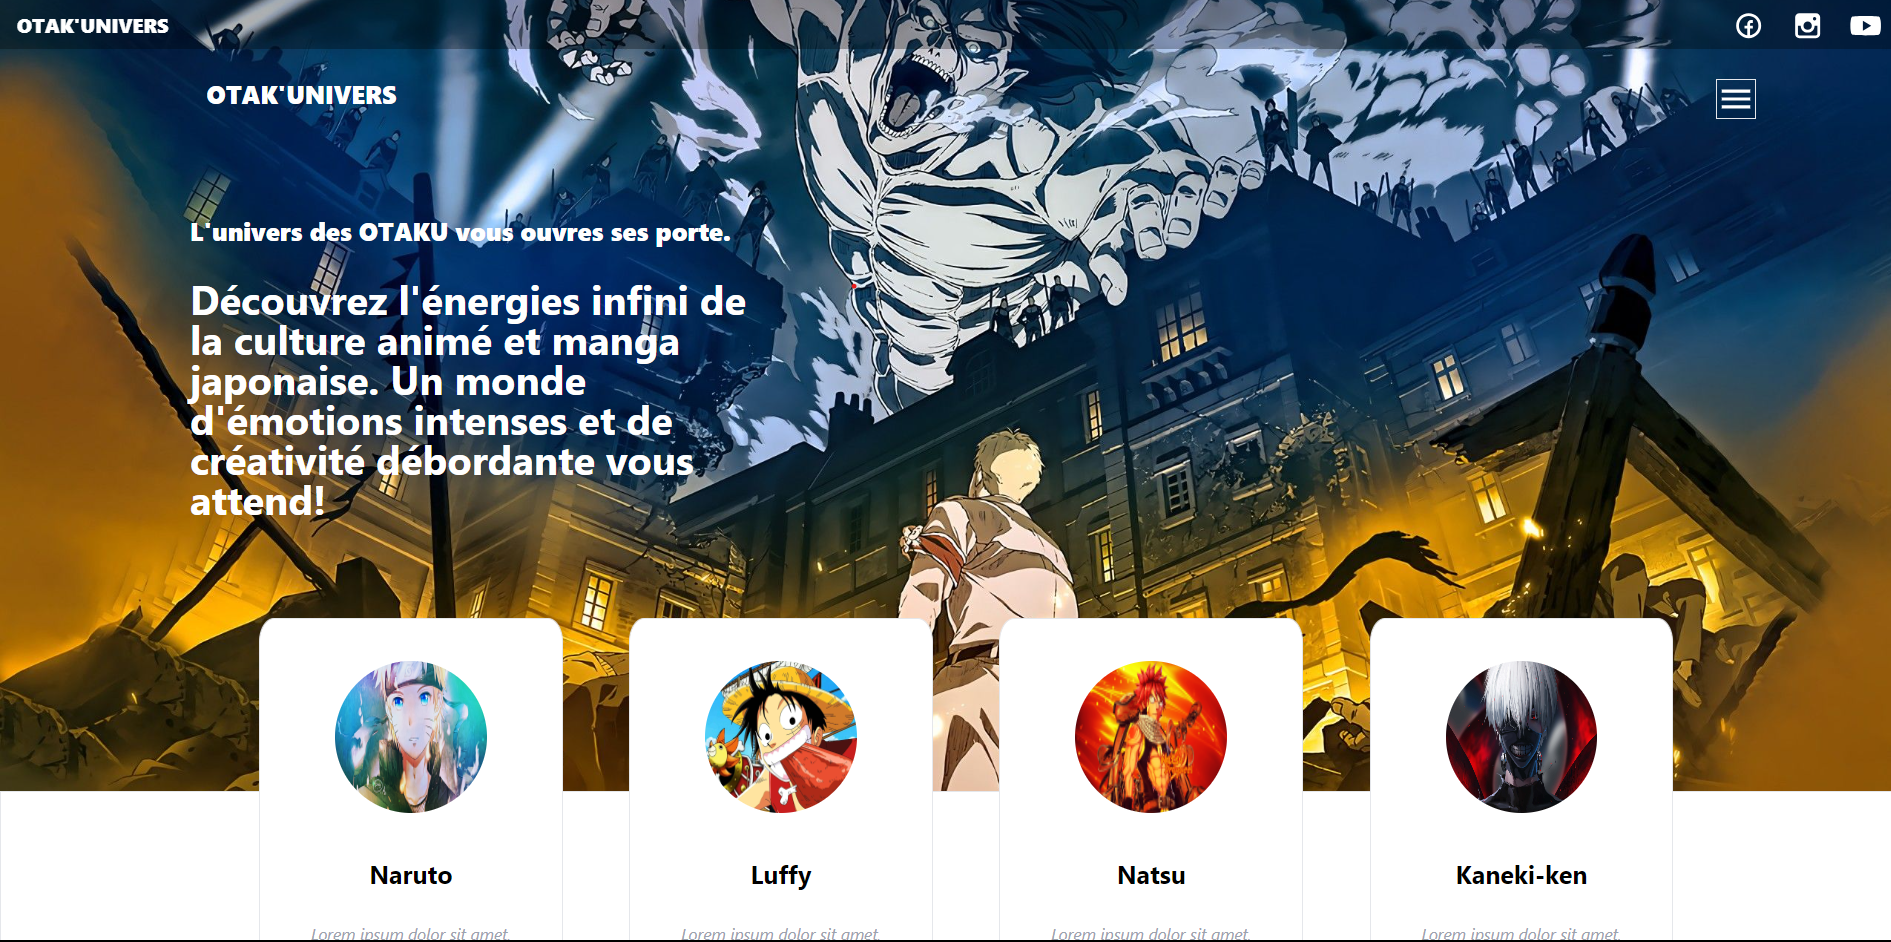 OTAK'UNIVERS
OTAK'UNIVERS
L'univers des OTAKU vous ouvres ses porte.
Découvrez l'énergies infini de
la culture animé et manga
japonaise. Un monde
d'émotions intenses et de
créativité débordante vous
attend!
Naruto
Luffy
Natsu
Kaneki-ken
Lorem ipsum dolor sit amet,
Lorem ipsum dolor sit amet,
Lorem ipsum dolor sit amet,
Lorem ipsum dolor sit amet,